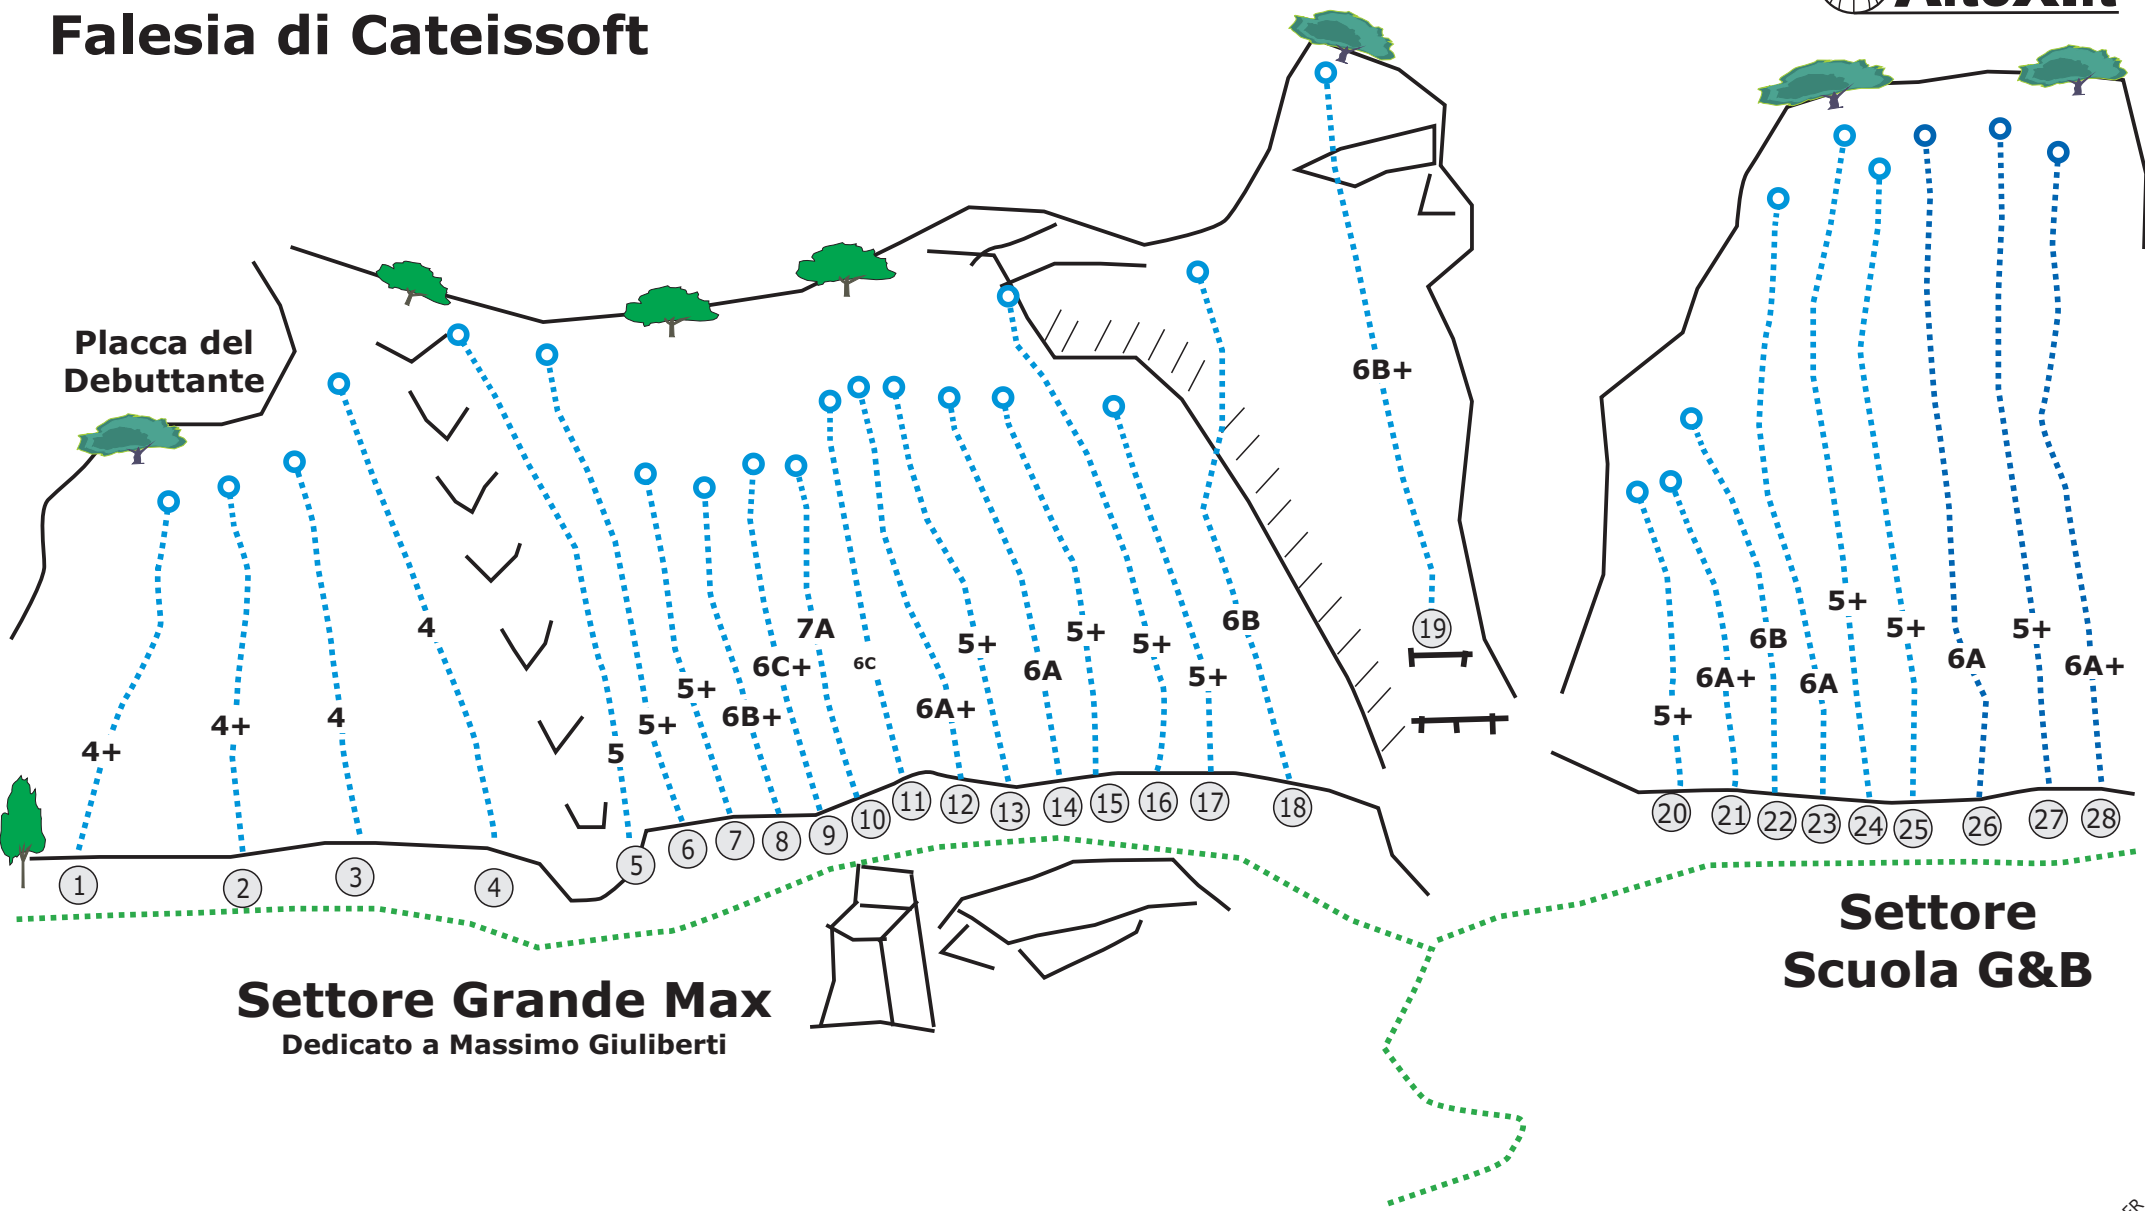 Falesia di Cateissoft
Placca del
Debuttante
6B+
4
5+
19
6B
7A
5+
5+
5+
5+
5+
6B
6A
6A+
6C+
6C
6A
5+
6A+
6A
5+
5+
6B+
6A+
4
4+
5+
5+
4+
5
1
2
3
4
5
6
7
8
9
10
11
12
13
14
15
16
17
18
20
21
22
23
24
25
26
27
28
Settore Grande Max
Dedicato a Massimo Giuliberti
Settore
Scuola G&B